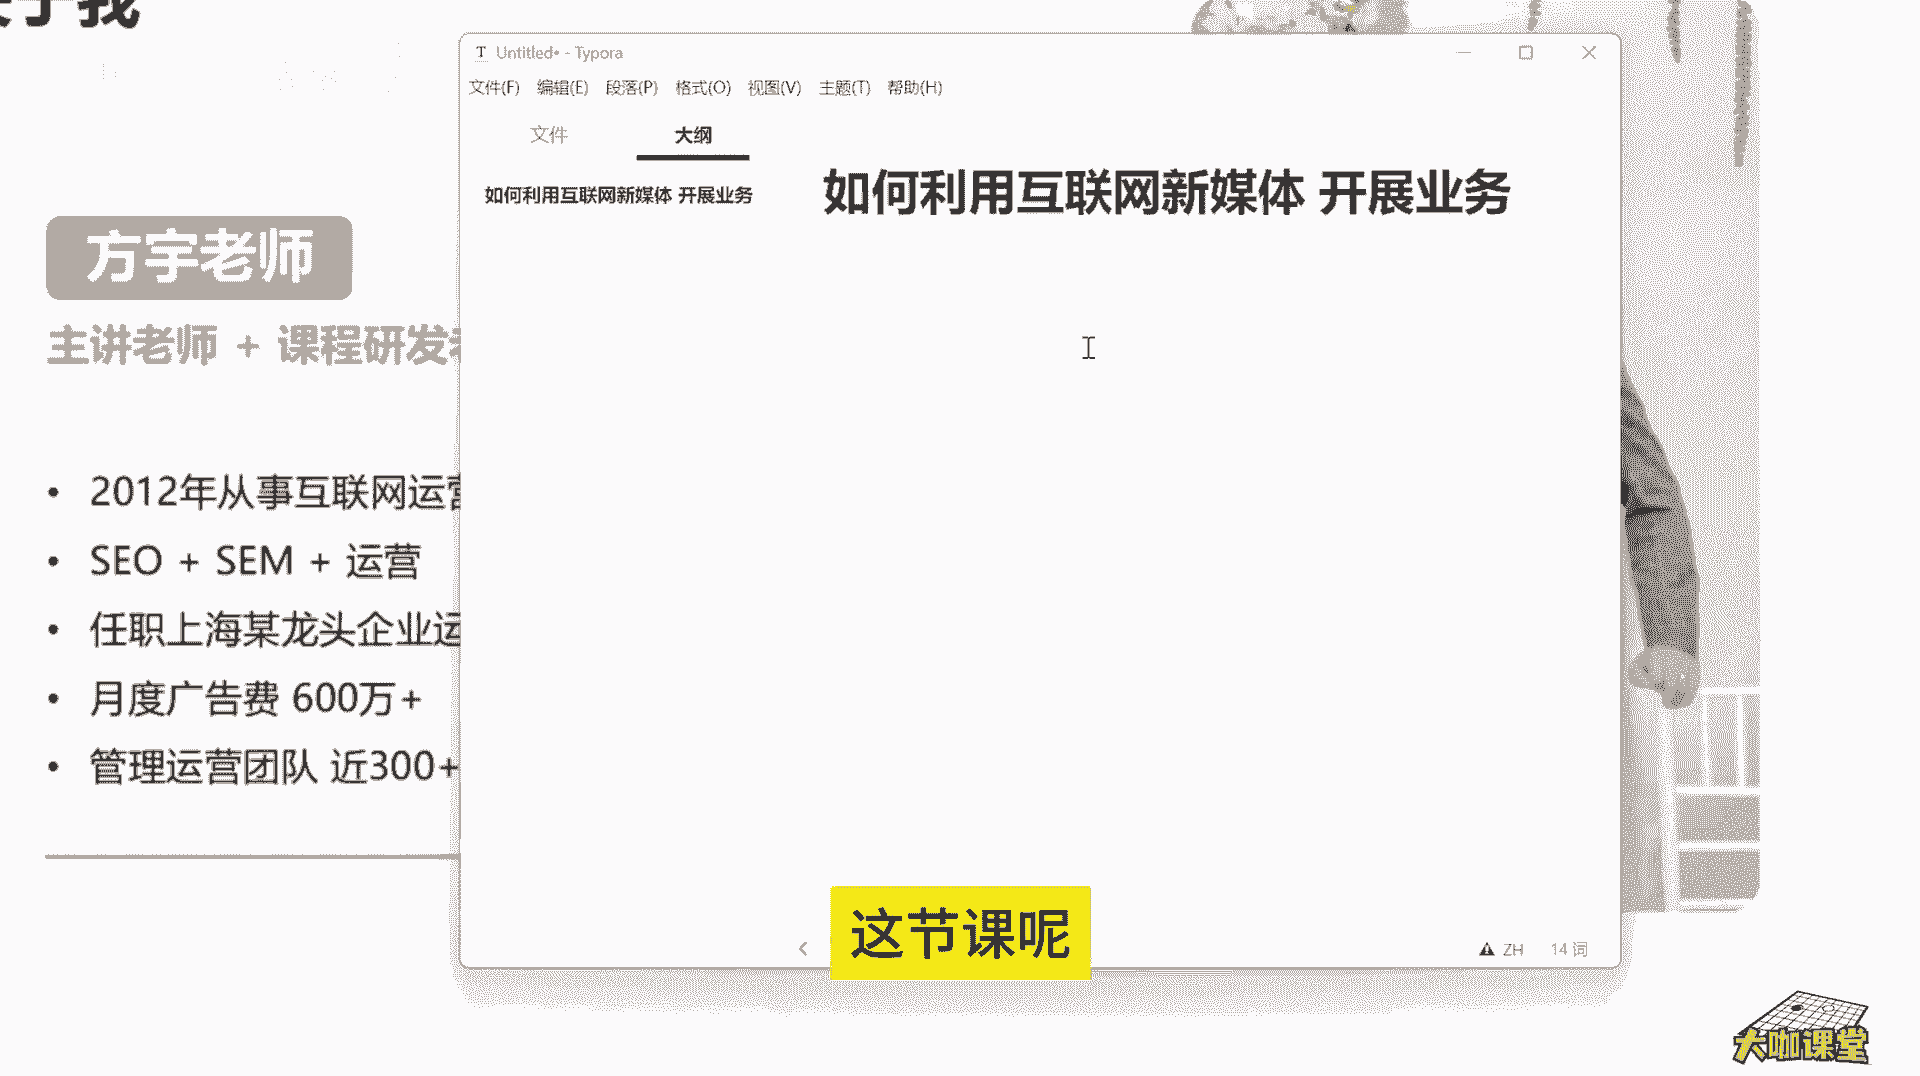 于我
方宇老师
主讲老师 + 课程研发
• 2012年从事互联网运营
• SEO + SEM + 运营
• 任职上海某龙头企业运
• 月度广告费 600万+
• 管理运营团队 近300+
T Untitled• - Typora
文件(F) 编辑(E) 段落(P) 格式(O) 视图(V) 主题(T) 帮助(H)
文件 大纲
如何利用互联网新媒体 开展业务
如何利用互联网新媒体 开展业务
这节课呢
ZH 14 词
大咖课堂